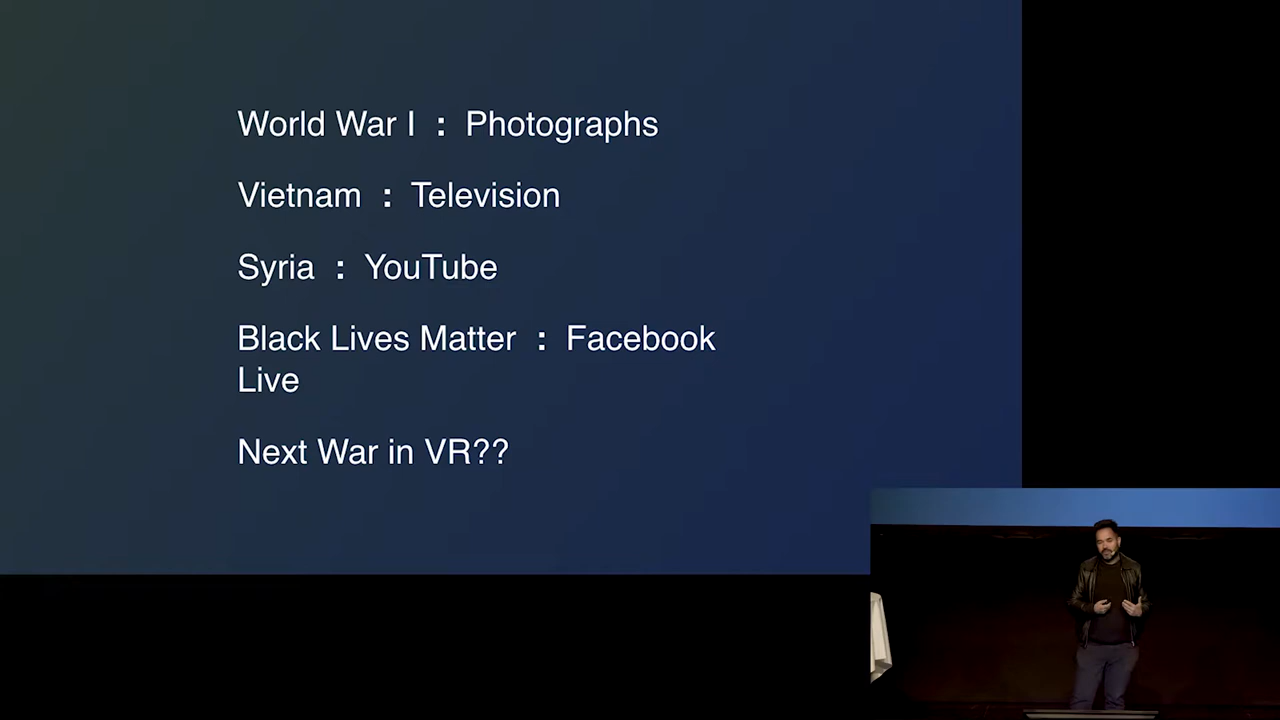 World War I : Photographs
Vietnam : Television
Syria : YouTube
Black Lives Matter : Facebook
Live
Next War in VR??